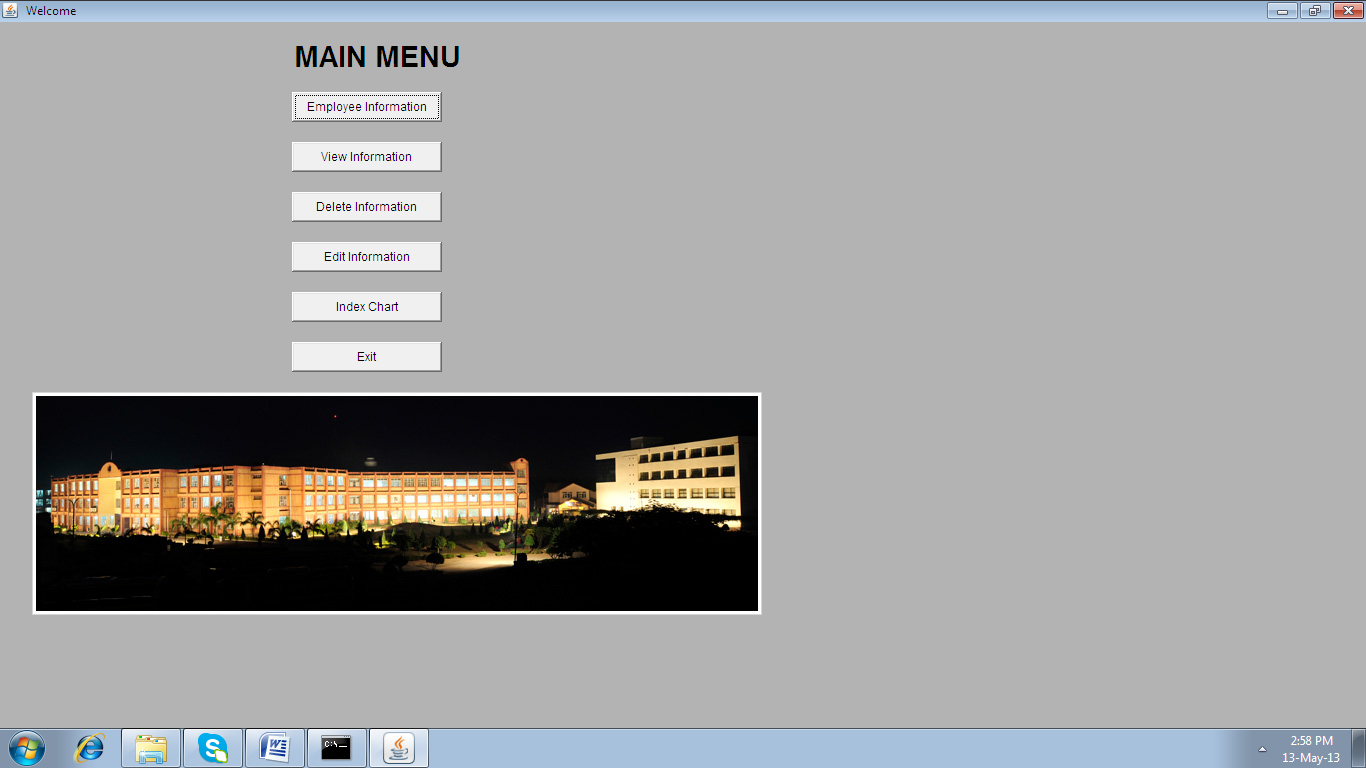 Welcome
MAIN MENU
Employee Information
View Information
Delete Information
Edit Information
Index Chart
Exit
C:\
2:58 PM
13-May-13